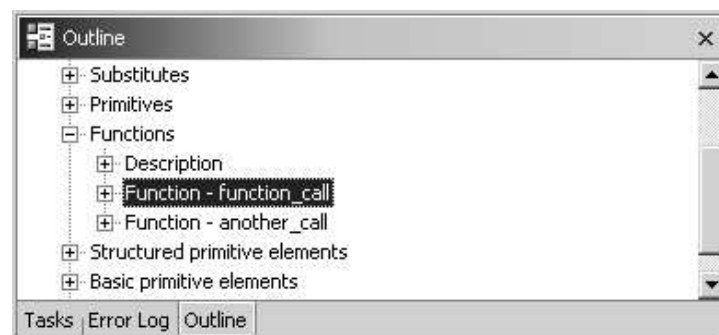 Outline
Substitutes
Primitives
Functions
Description
Function - function_call
Function - another_call
Structured primitive elements
Basic primitive elements
Tasks Error Log Outline